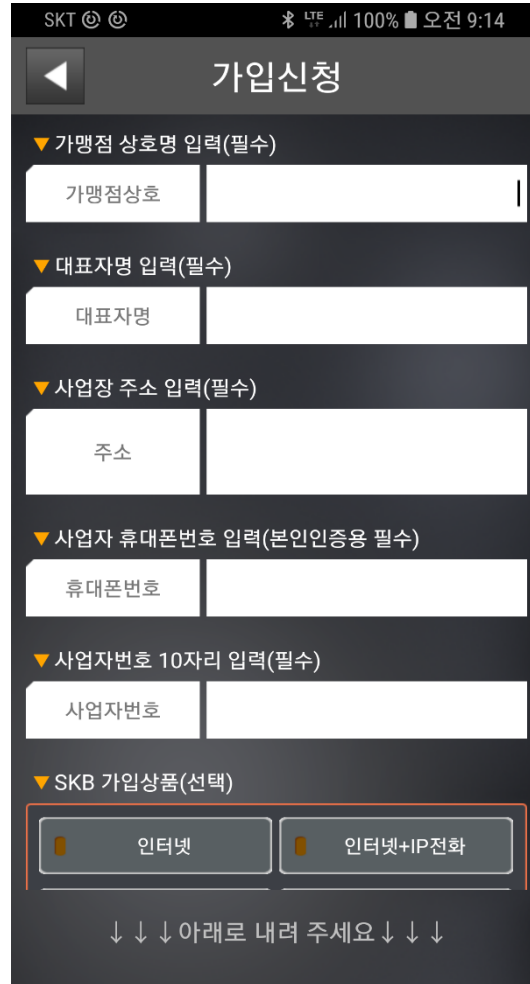 SKT LTE 100% 오전 9:14
가입신청
▼가맹점 상호명 입력(필수)
가맹점상호
▼대표자명 입력(필수)
대표자명
▼사업장 주소 입력(필수)
주소
▼사업자 휴대폰번호 입력(본인인증용 필수)
휴대폰번호
▼사업자번호 10자리 입력(필수)
사업자번호
▼SKB 가입상품(선택)
인터넷
인터넷+IP전화
↓↓↓아래로 내려 주세요↓↓↓